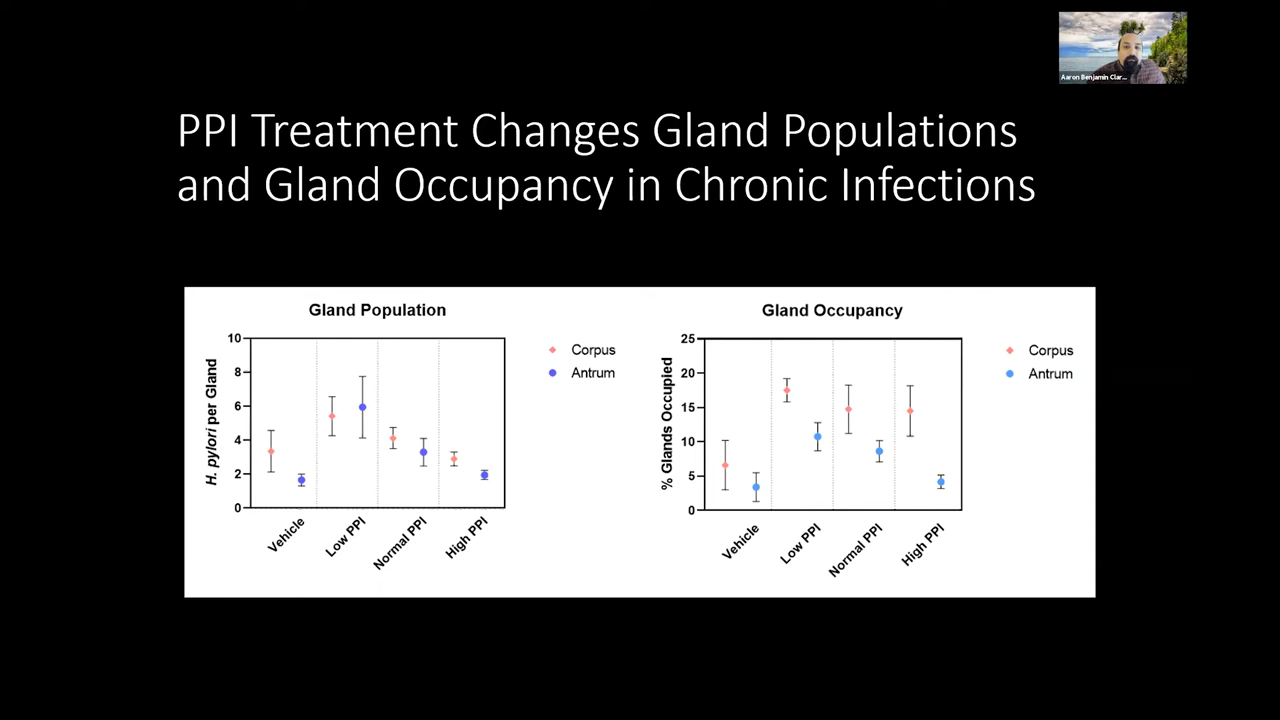 Aaron Benjamin Clar...
PPI Treatment Changes Gland Populations
and Gland Occupancy in Chronic Infections
Gland Population
H. pylori per Gland
10
8
6
4
2
0
Vehicle
Low PPI
Normal PPI
High PPI
Corpus
Antrum
Gland Occupancy
% Glands Occupied
25
20
15
10
5
0
Vehicle
Low PPI
Normal PPI
High PPI
Corpus
Antrum